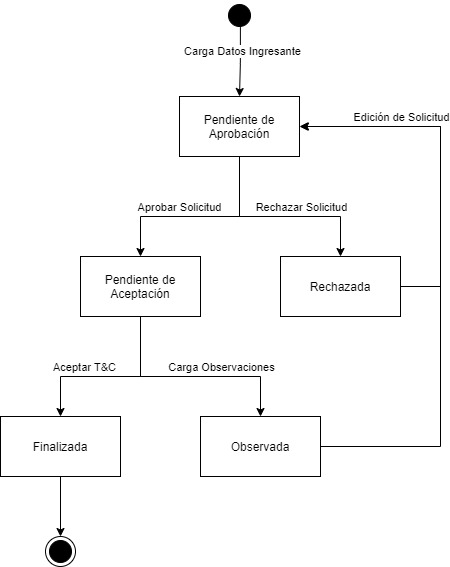 Carga Datos Ingresante
Pendiente de
Aprobación
Edición de Solicitud
Aprobar Solicitud
Rechazar Solicitud
Pendiente de
Aceptación
Rechazada
Aceptar T&C
Carga Observaciones
Finalizada
Observada